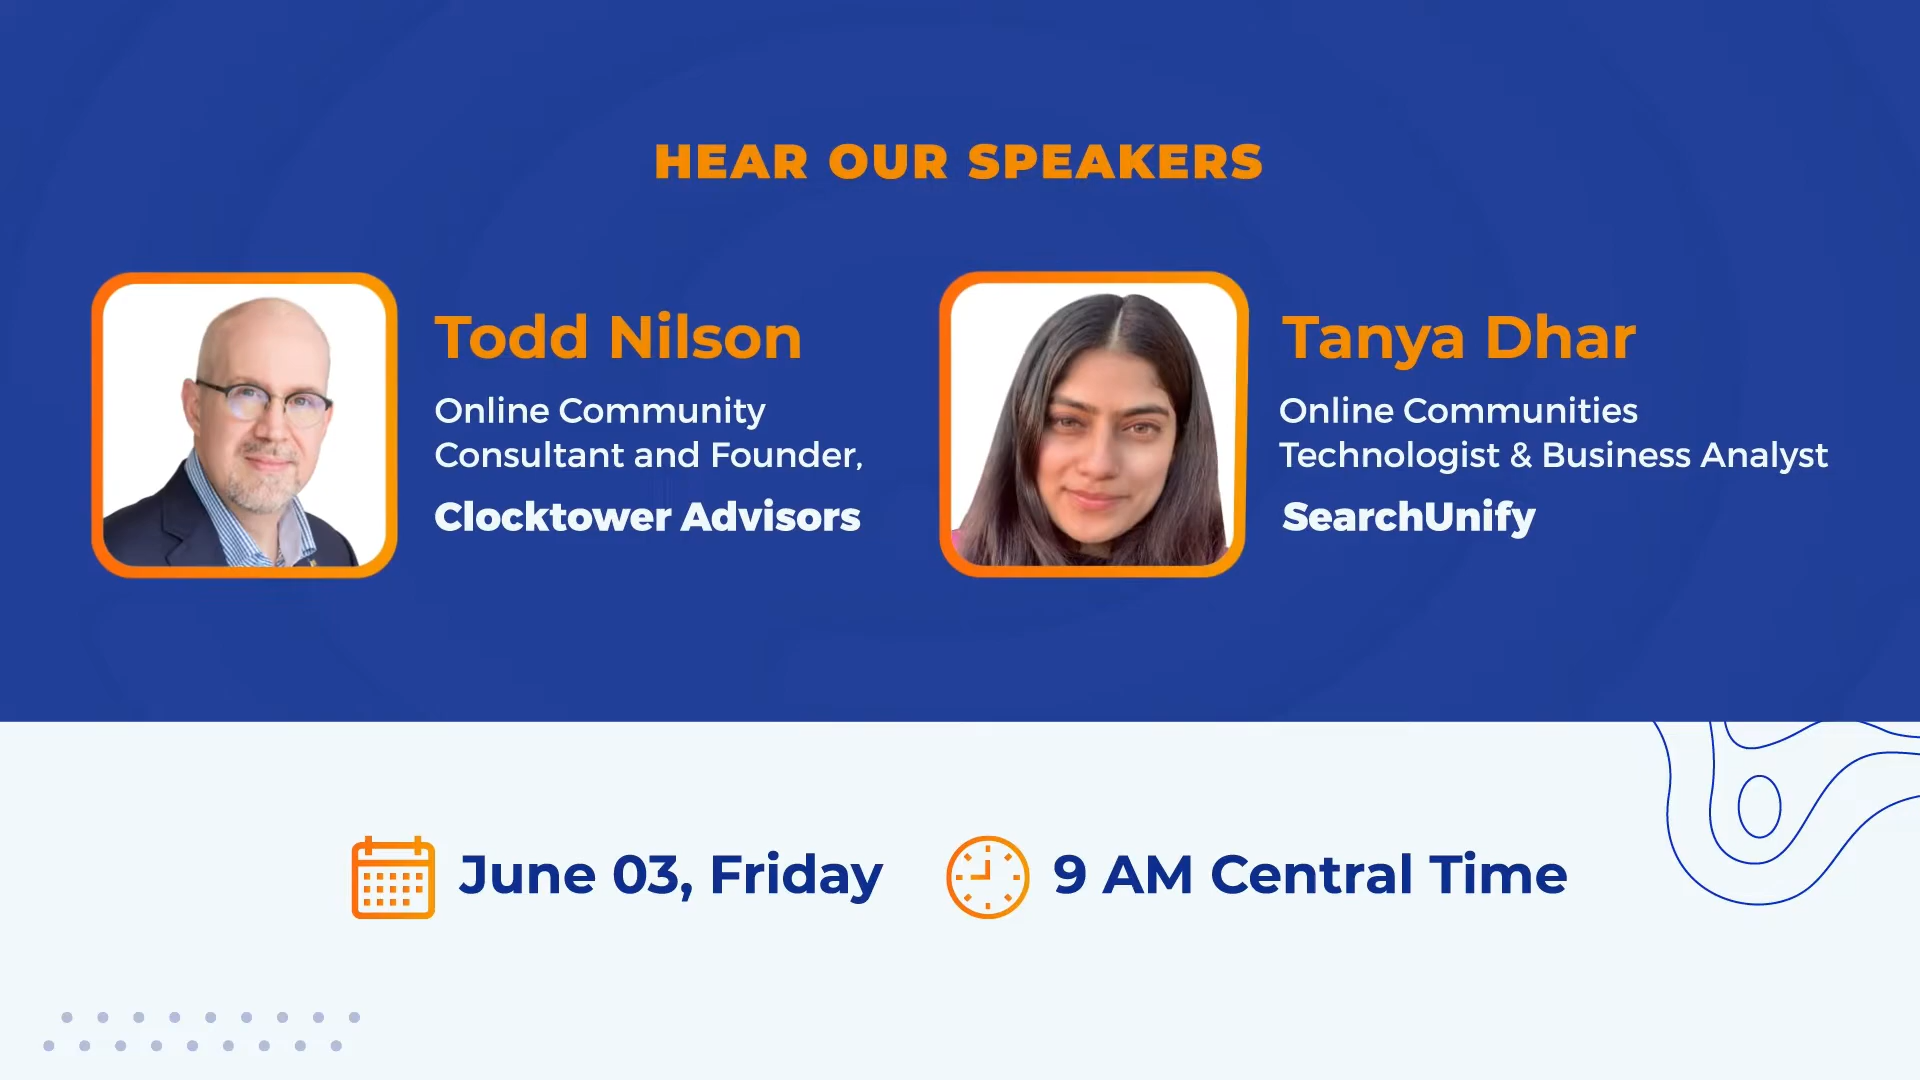 HEAR OUR SPEAKERS
Todd Nilson
Online Community
Consultant and Founder,
Clocktower Advisors
Tanya Dhar
Online Communities
Technologist & Business Analyst
SearchUnify
June 03, Friday
9 AM Central Time